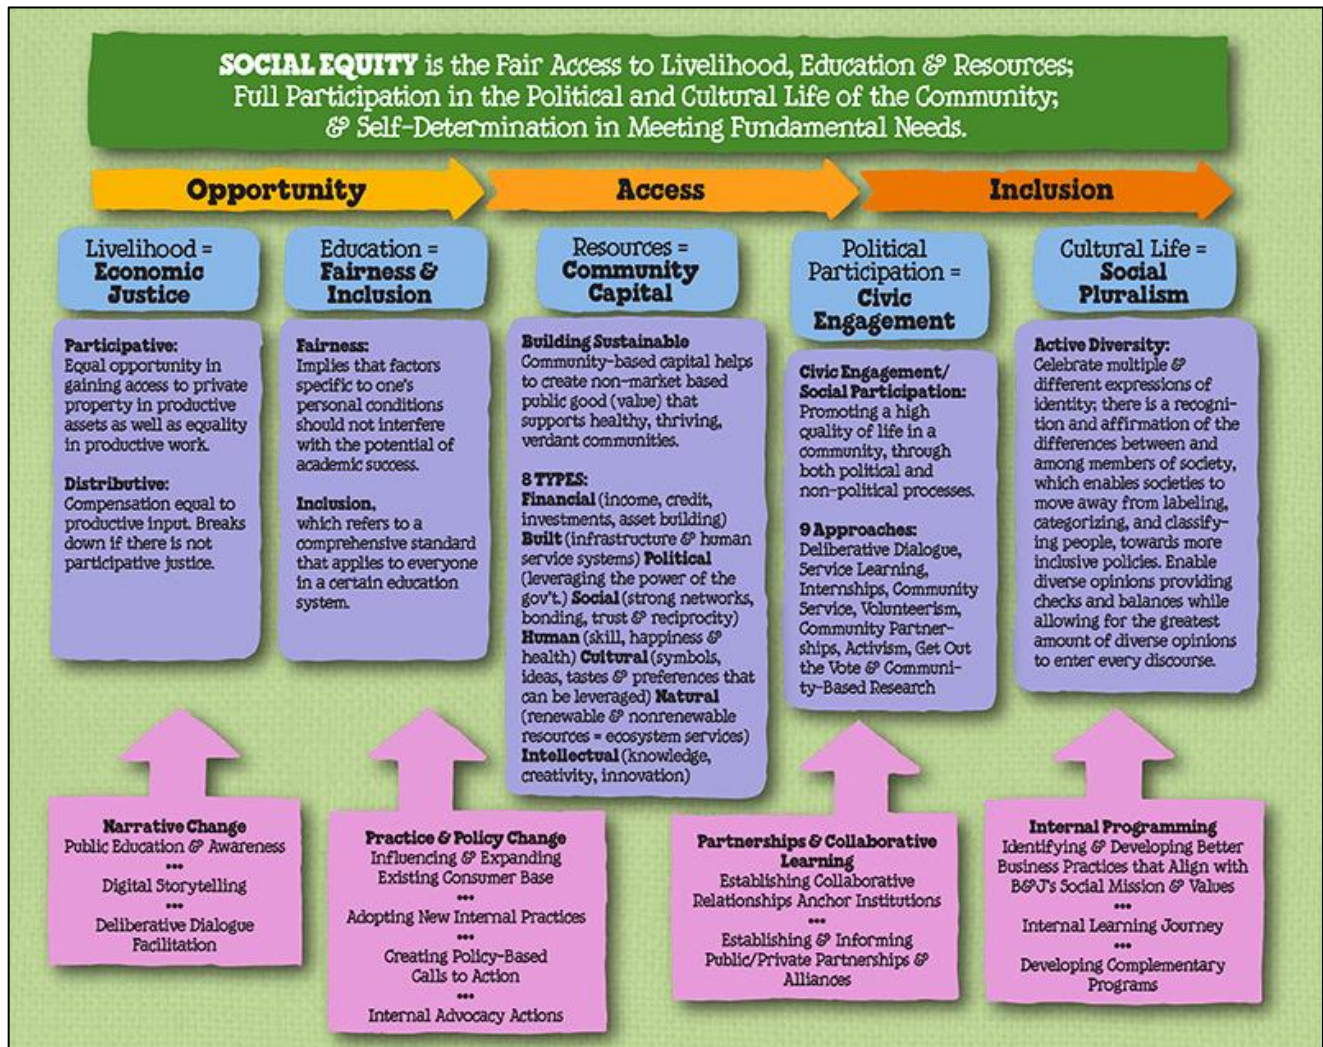 SOCIAL EQUITY is the Fair Access to Livelihood, Education & Resources;
Full Participation in the Political and Cultural Life of the Community;
& Self-Determination in Meeting Fundamental Needs.
Opportunity
Access
Inclusion
Livelihood =
Economic
Justice
Participative:
Equal opportunity in
gaining access to private
property in productive
assets as well as equality
in productive work.
Distributive:
Compensation equal to
productive input. Breaks
down if there is not
participative justice.
Education =
Fairness &
Inclusion
Fairness:
Implies that factors
specific to one's
personal conditions
should not interfere
with the potential of
academic success.
Inclusion,
which refers to a
comprehensive standard
that applies to everyone
in a certain education
system.
Resources =
Community
Capital
Building Sustainable
Community-based capital helps
to create non-market based
public good (value) that
supports healthy, thriving,
verdant communities.
8 TYPES:
Financial (income, credit,
investments, asset building)
Built (infrastructure & human
service systems) Political
(leveraging the power of the
gov't.) Social (strong networks,
bonding, trust & reciprocity)
Human (skill, happiness &
health) Cultural (symbols,
ideas, tastes & preferences that
can be leveraged) Natural
(renewable & nonrenewable
resources = ecosystem services)
Intellectual (knowledge,
creativity, innovation)
Political
Participation =
Civic
Engagement
Civic Engagement/
Social Participation:
Promoting a high
quality of life in a
community, through
both political and
non-political processes.
9 Approaches:
Deliberative Dialogue,
Service Learning,
Internships, Community
Service, Volunteerism,
Community Partner-
ships, Activism, Get Out
the Vote & Communi-
ty-Based Research
Cultural Life =
Social
Pluralism
Active Diversity:
Celebrate multiple &
different expressions of
identity; there is a recogni-
tion and affirmation of the
differences between and
among members of society,
which enables societies to
move away from labeling,
categorizing, and classify-
ing people, towards more
inclusive policies. Enable
diverse opinions providing
checks and balances while
allowing for the greatest
amount of diverse opinions
to enter every discourse.
Narrative Change
Public Education & Awareness
•••
Digital Storytelling
•••
Deliberative Dialogue
Facilitation
Practice & Policy Change
Influencing & Expanding
Existing Consumer Base
•••
Adopting New Internal Practices
•••
Creating Policy-Based
Calls to Action
•••
Internal Advocacy Actions
Partnerships & Collaborative
Learning
Establishing Collaborative
Relationships Anchor Institutions
•••
Establishing & Informing
Public/Private Partnerships &
Alliances
Internal Programming
Identifying & Developing Better
Business Practices that Align with
B&J's Social Mission & Values
•••
Internal Learning Journey
•••
Developing Complementary
Programs